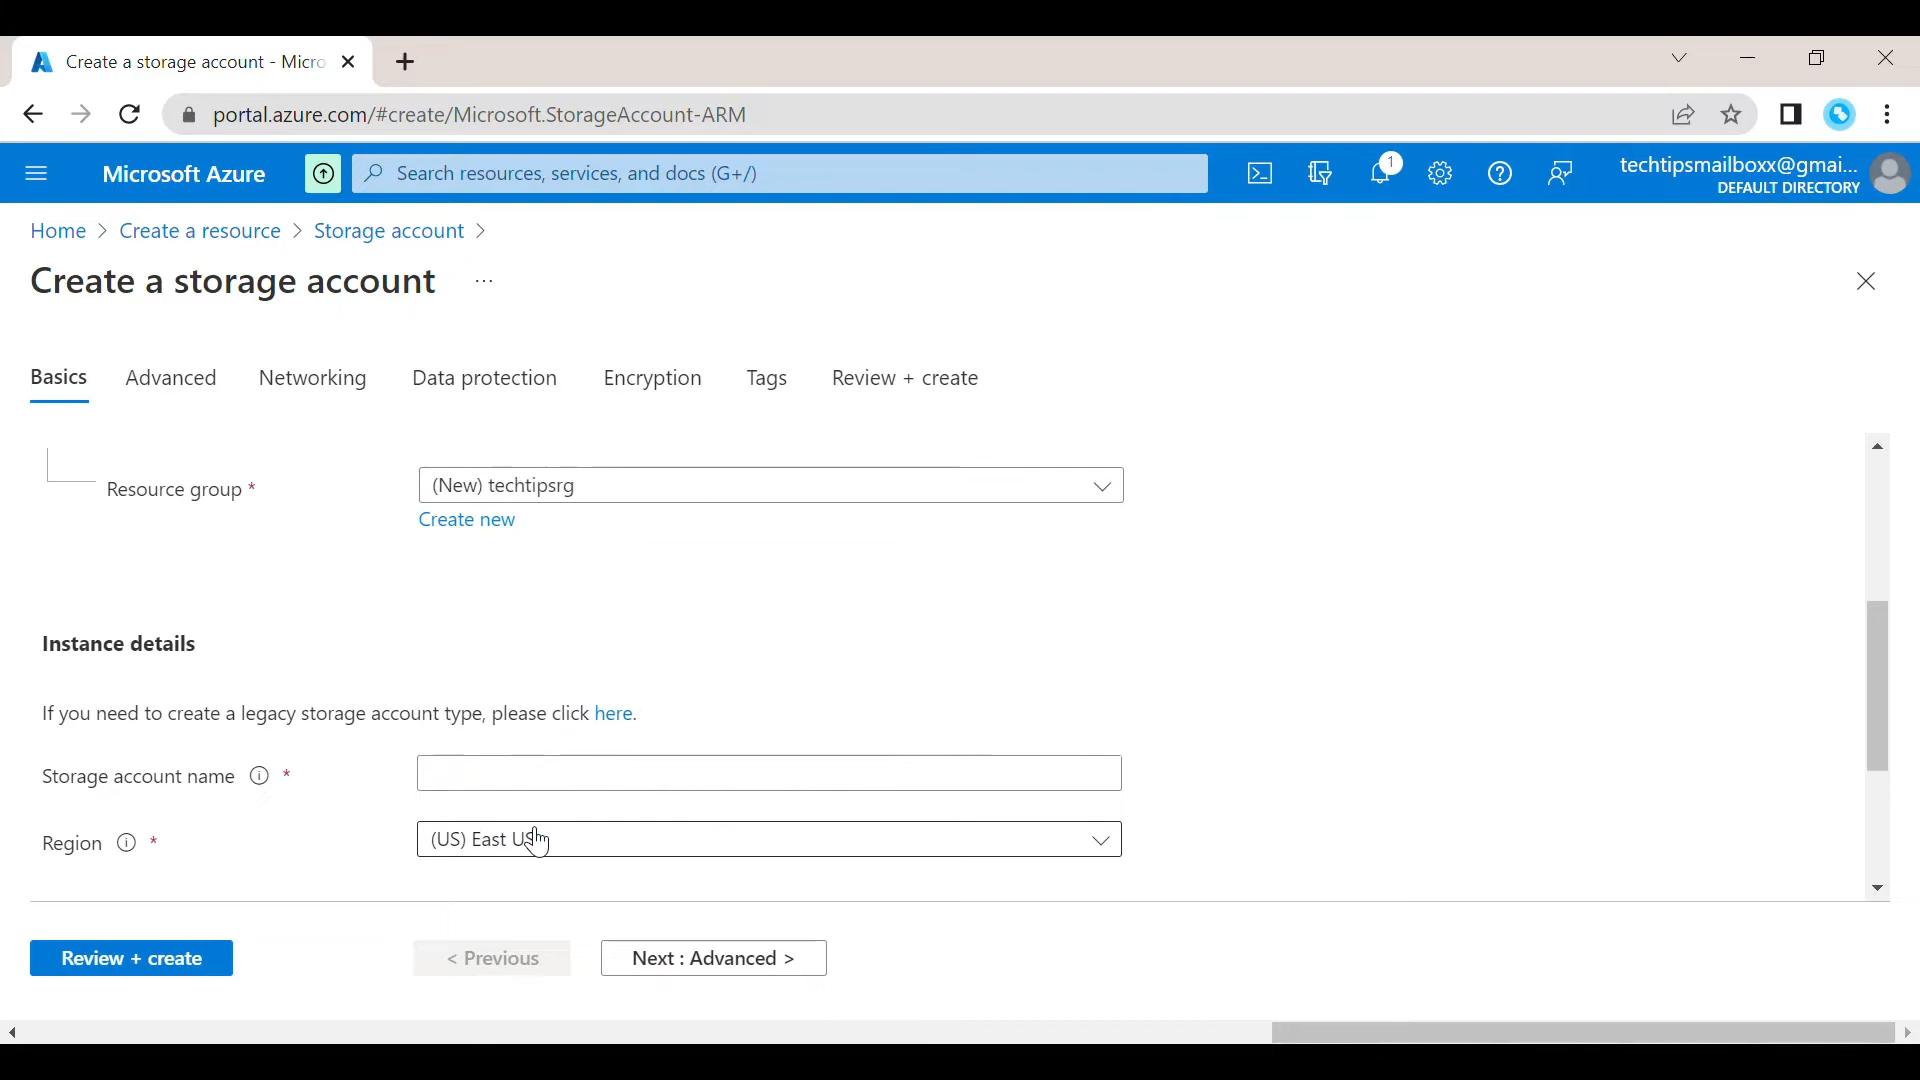 Create a storage account - Micro
portal.azure.com/#create/Microsoft.StorageAccount-ARM
Microsoft Azure
Search resources, services, and docs (G+/)
1
techtipsmailboxx@gmai...
DEFAULT DIRECTORY
Home > Create a resource > Storage account >
Create a storage account ...
Basics Advanced Networking Data protection Encryption Tags Review + create
Resource group *
(New) techtipsrg
Create new
Instance details
If you need to create a legacy storage account type, please click here.
Storage account name *
Region *
(US) East US
Review + create
< Previous
Next : Advanced >